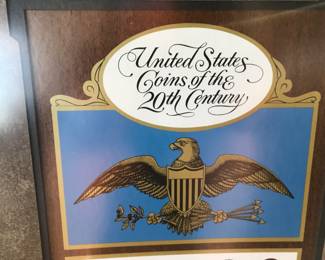 United States
Coins of the
20th Century